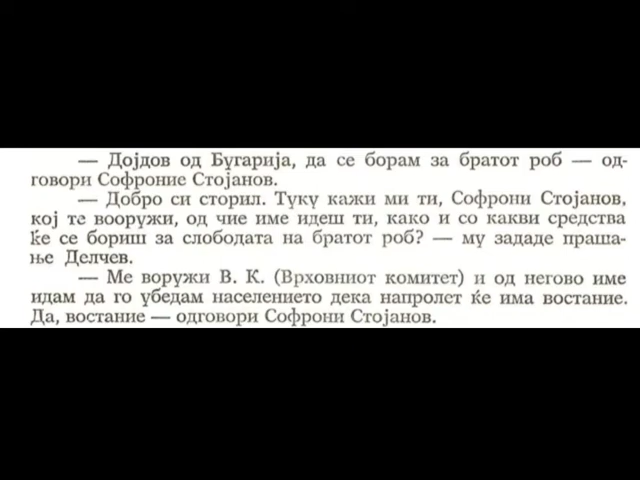 — Дојдов од Бугарија, да се борам за братот роб — од-
говори Софроние Стојанов.
— Добро си сторил. Туку кажи ми ти, Софрони Стојанов,
кој те вооружи, од чие име идеш ти, како и со какви средства
ќе се бориш за слободата на братот роб? — му зададе праша-
ње Делчев.
— Ме воружи В. К. (Врховниот комитет) и од негово име
идам да го убедам населението дека напролет ќе има востание.
Да, востание — одговори Софрони Стојанов.